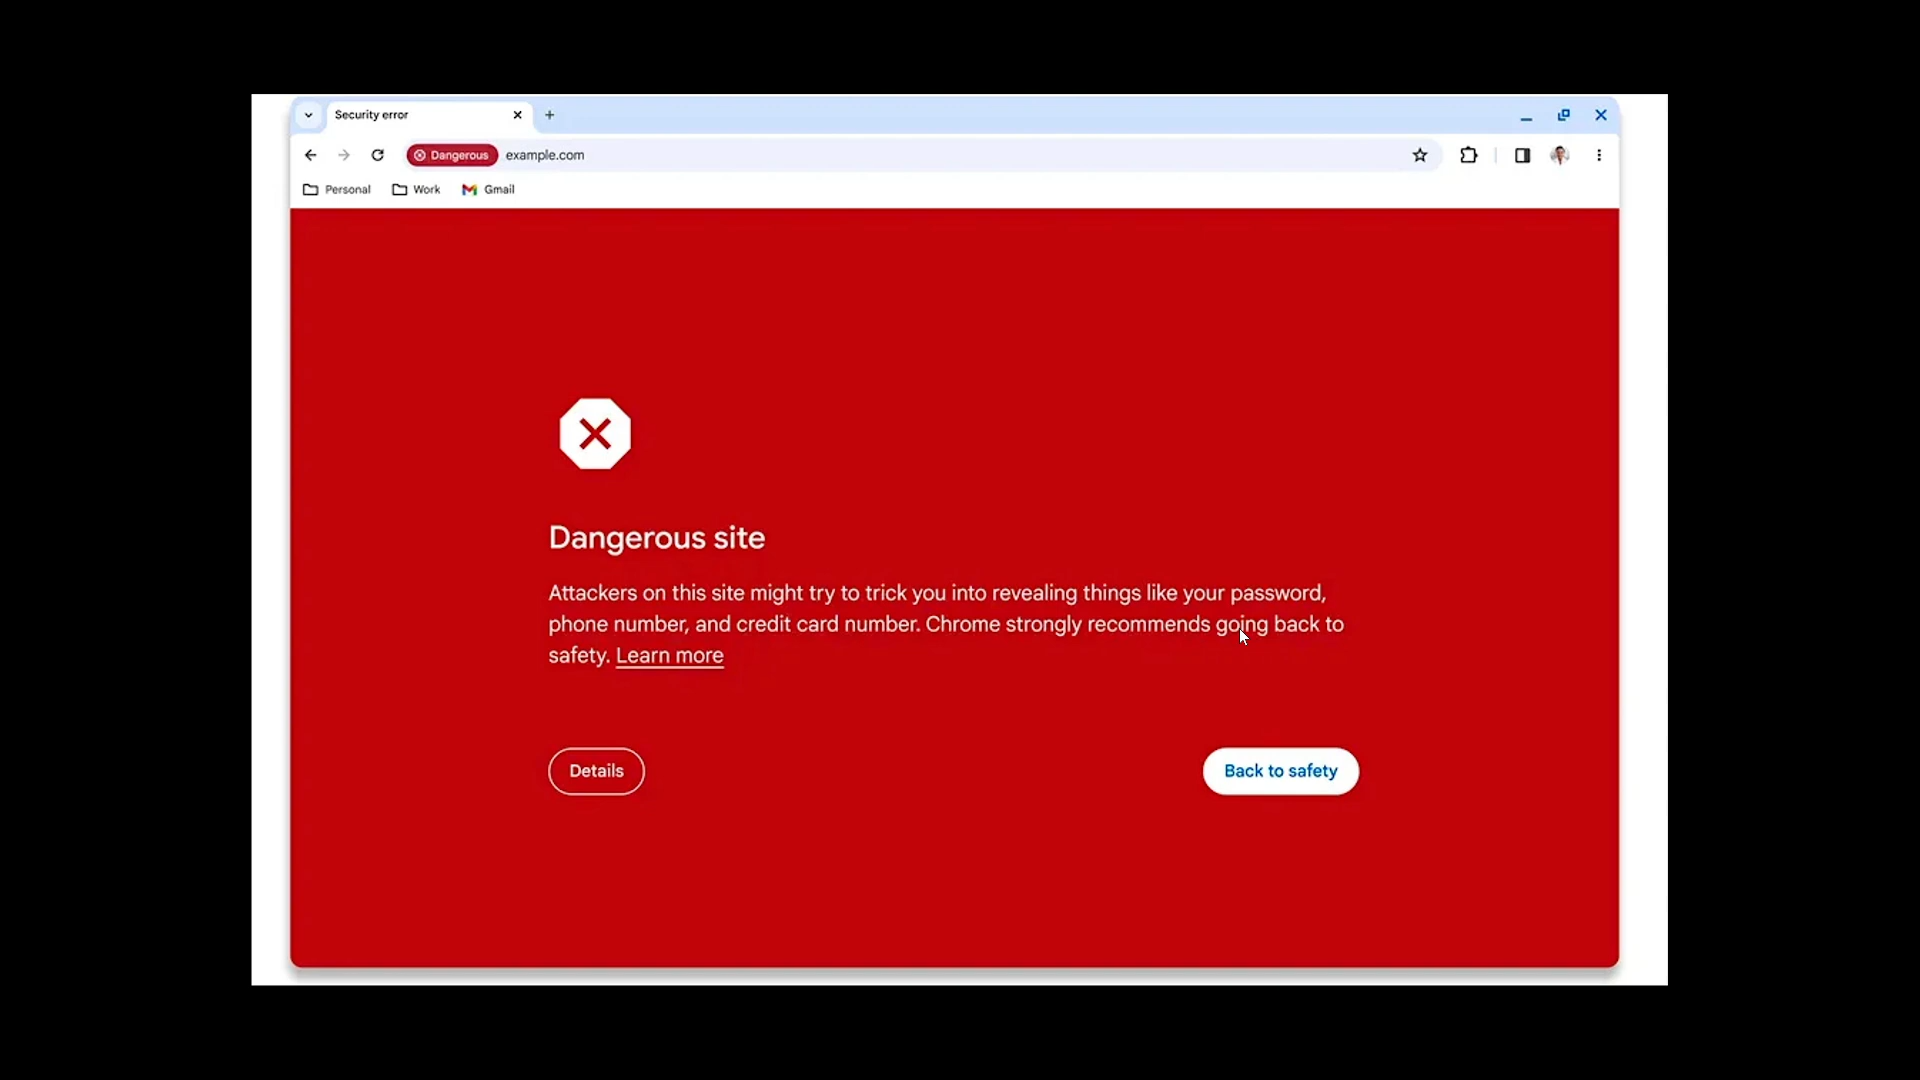 Security error
Dangerous example.com
Personal Work Gmail
Dangerous site
Attackers on this site might try to trick you into revealing things like your password,
phone number, and credit card number. Chrome strongly recommends going back to
safety. Learn more
Details Back to safety